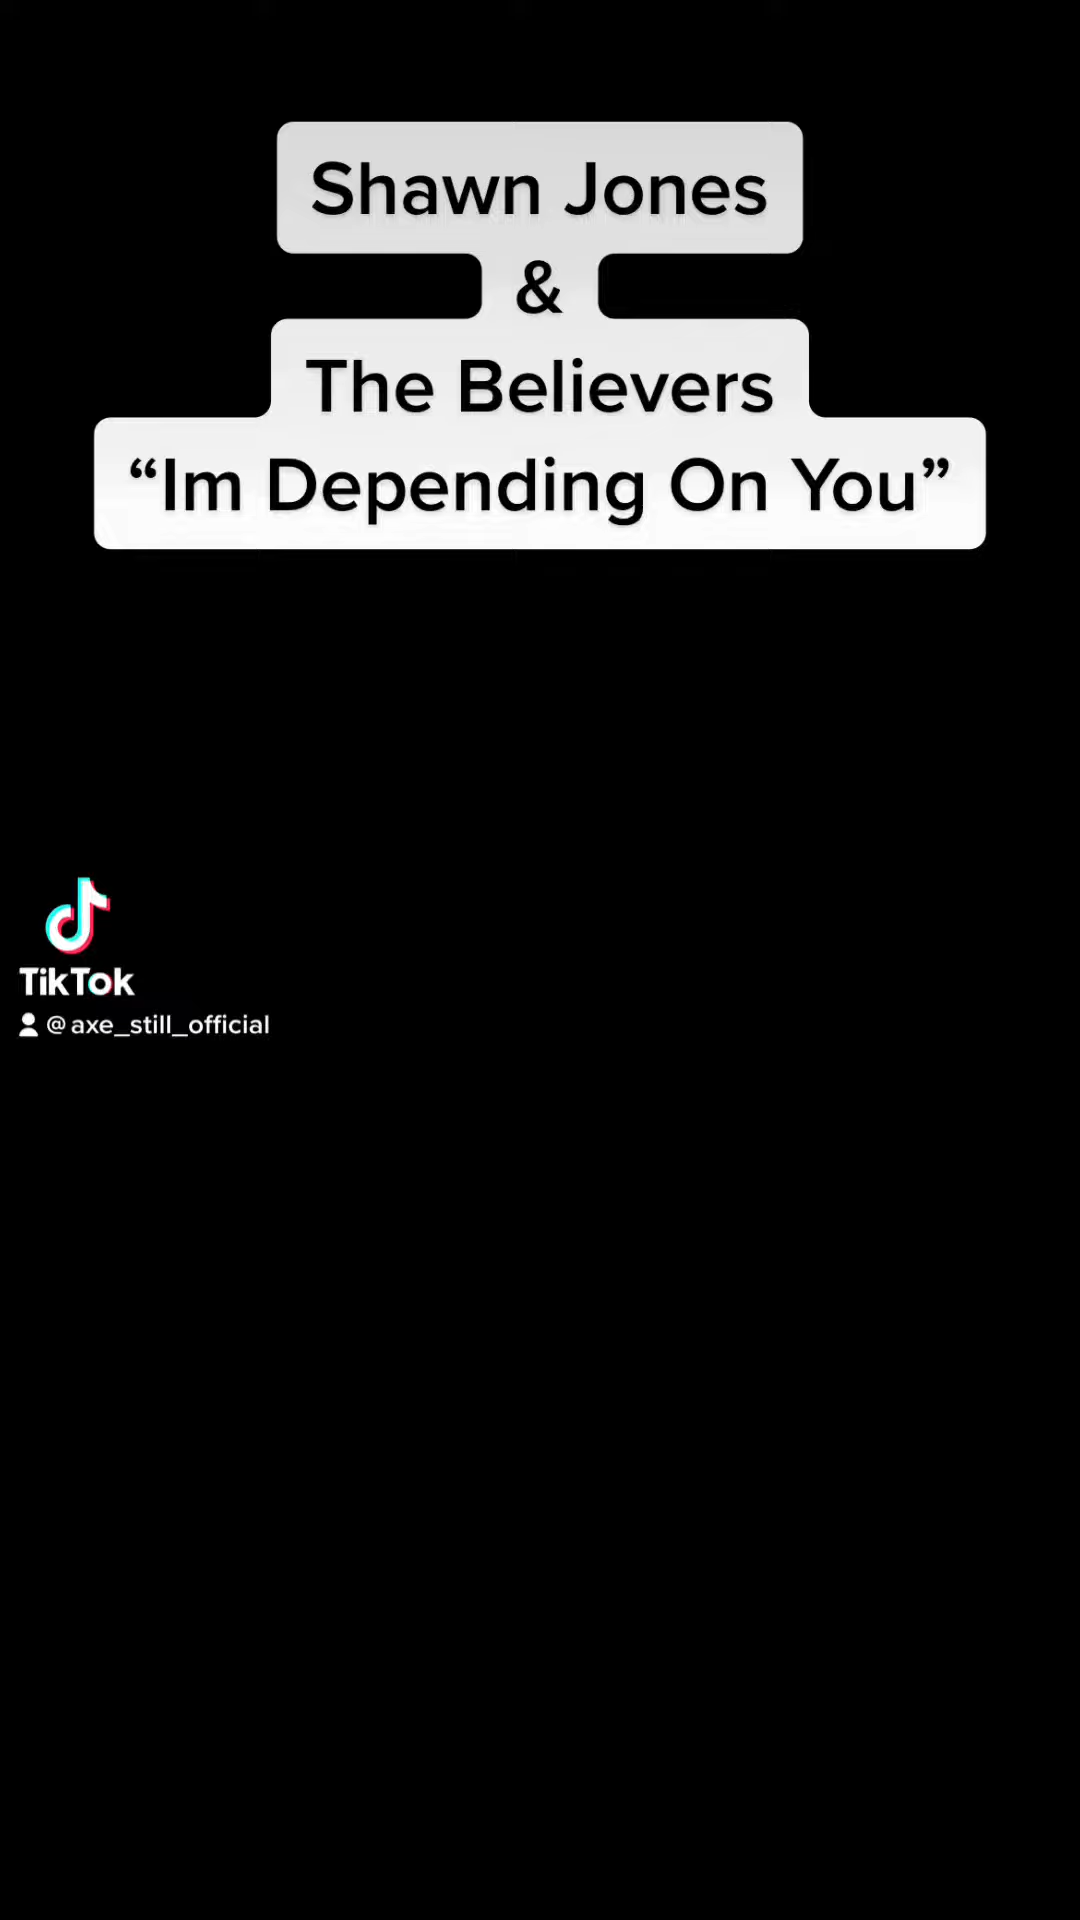 Shawn Jones
&
The Believers
“Im Depending On You”
TikTok
@axe_still_official